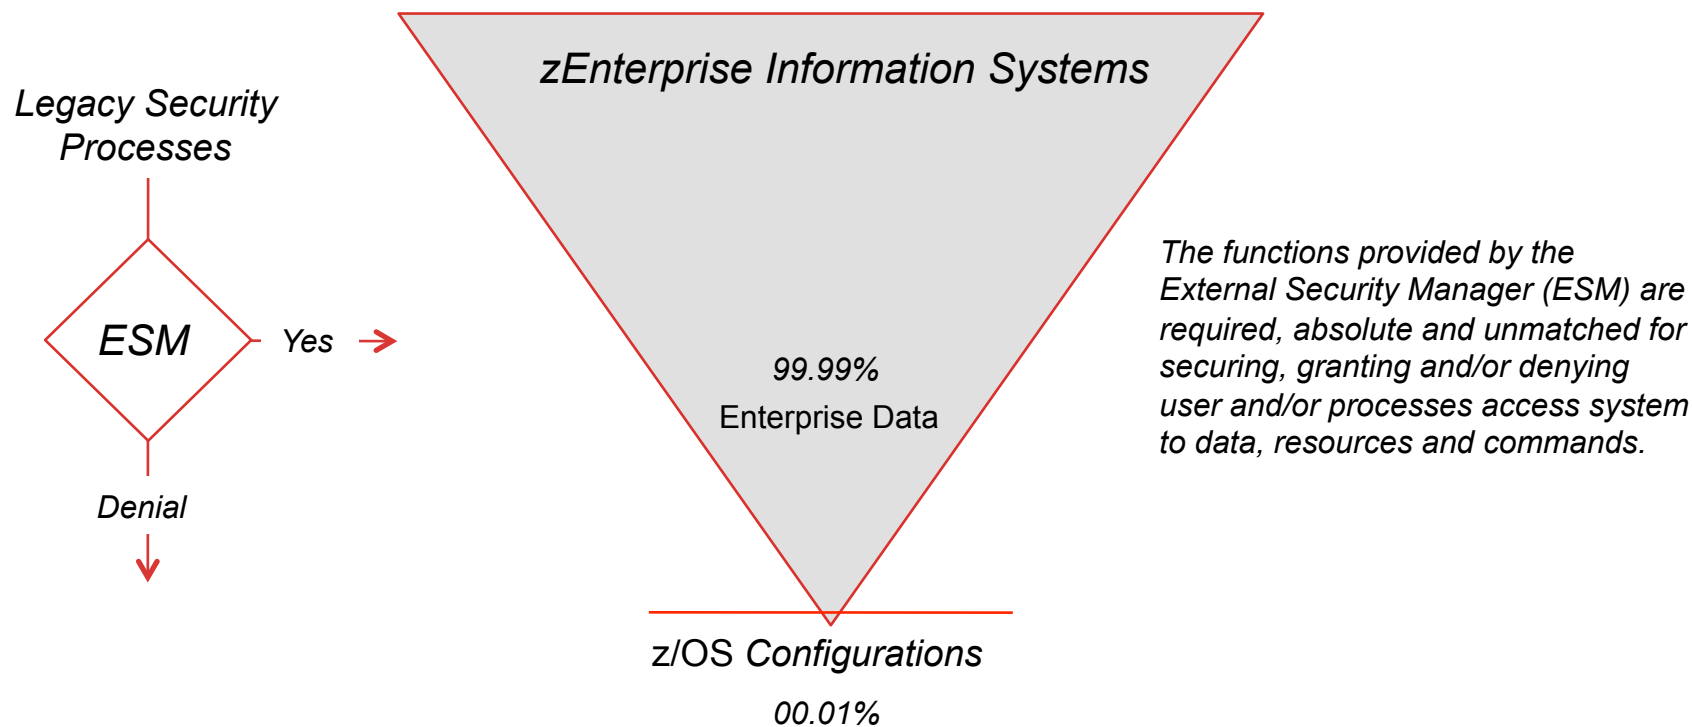 zEnterprise Information Systems
Legacy Security
Processes
ESM
Yes
Denial
99.99%
Enterprise Data
z/OS Configurations
00.01%
The functions provided by the
External Security Manager (ESM) are
required, absolute and unmatched for
securing, granting and/or denying
user and/or processes access system
to data, resources and commands.